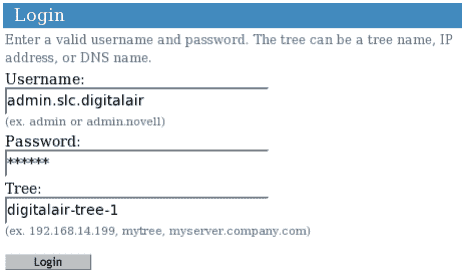 Login
Enter a valid username and password. The tree can be a tree name, IP
address, or DNS name.
Username:
admin.slc.digitalair
(ex. admin or admin.novell)
Password:
******
Tree:
digitalair-tree-1
(ex. 192.168.14.199, mytree, myserver.company.com)
Login